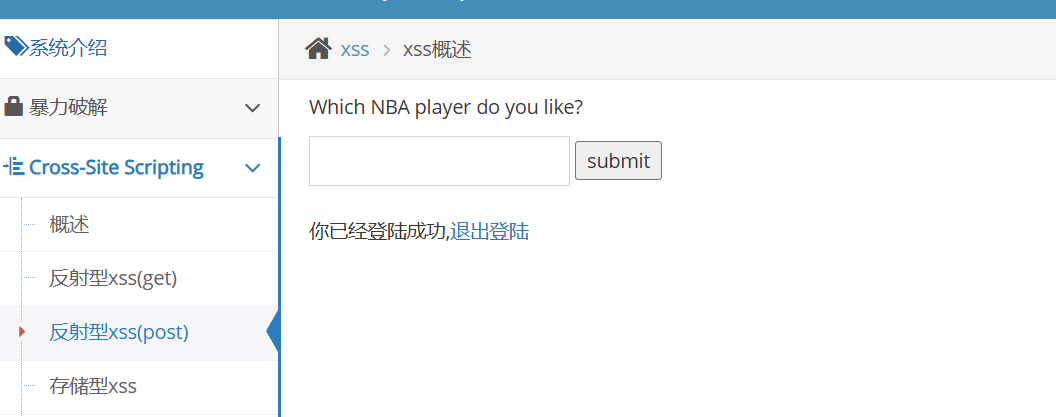 系统介绍
暴力破解
Cross-Site Scripting
概述
反射型xss(get)
反射型xss(post)
存储型xss
xss > xss概述
Which NBA player do you like?
submit
你已经登陆成功,退出登陆